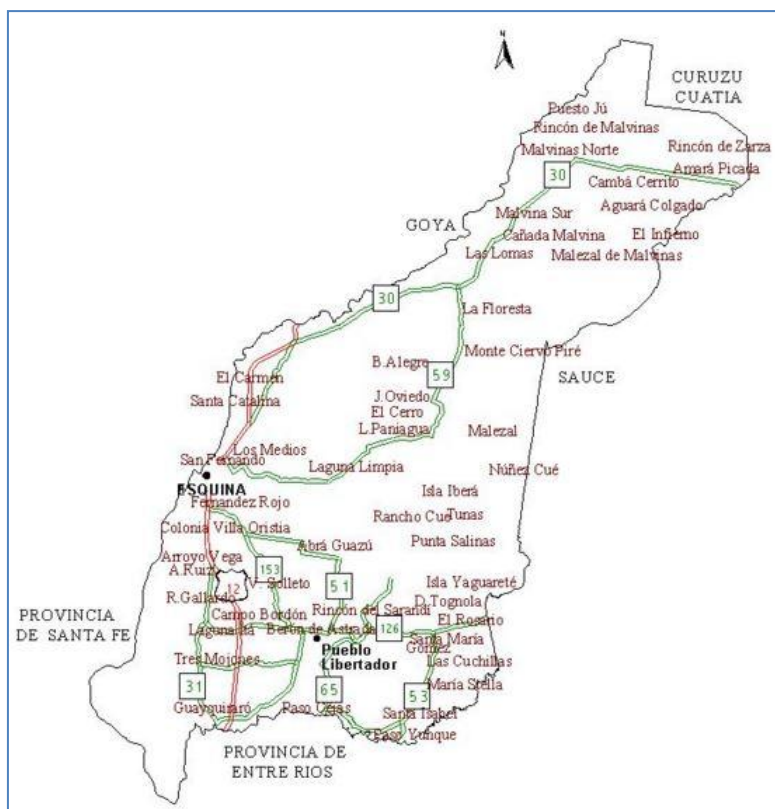 N
CURUZU
CUATIA
Puesto Jú
Rincón de Malvinas
Malvinas Norte
Rincón de Zarza
Amará Picada
30
Cambá Cerrito
Aguará Colgado
Malvina Sur
GOYA
Cañada Malvina
El Infierno
Las Lomas
Malezal de Malvinas
30
La Floresta
Monte Ciervo Piré
B.Alegre
59
SAUCE
El Carmen
Santa Catalina
J.Oviedo
El Cerro
L.Paniagua
Malezal
Los Medios
San Fernando
Laguna Limpia
Núñez Cué
ESQUINA
Isla Iberá
Fernandez Rojo
Rancho Cue
Tunas
Colonia Villa Oristia
Punta Salinas
Abrá Guazú
Arroyo Vega
A.Ruiz
153
12
V. Solleto
51
Isla Yaguareté
R.Gallardo
D.Tognola
PROVINCIA
DE SANTA FE
Campo Bordón
Rincón del Sarandí
El Rosario
Laguna Itá
Berón de Astrada
126
Santa María
Gómez
Pueblo
Libertador
Tres Mojones
Las Cuchillas
31
65
53
María Stella
Guayquiraró
Paso Cejas
Santa Isabel
Paso Yunque
PROVINCIA DE
ENTRE RIOS